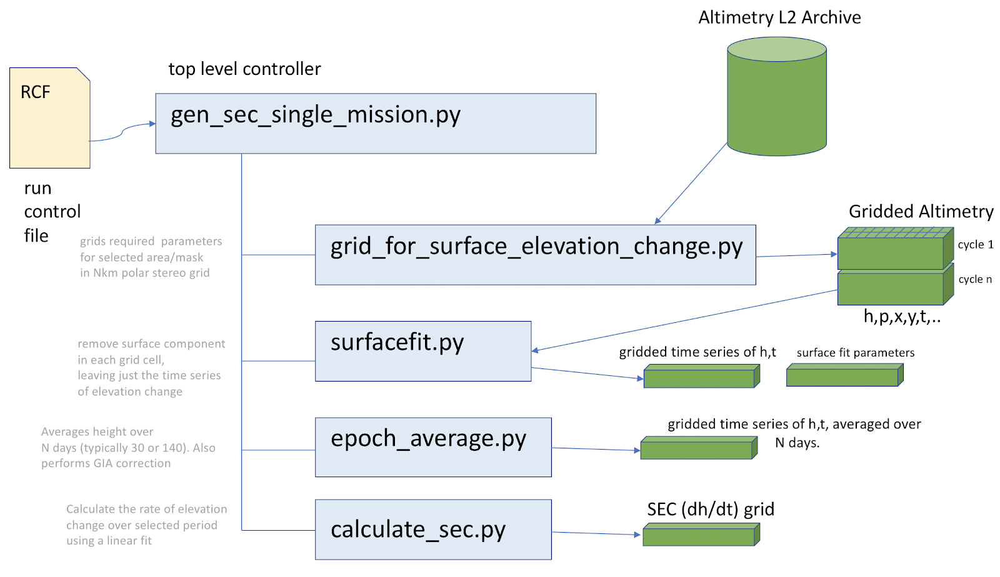 Altimetry L2 Archive
top level controller
RCF
gen_sec_single_mission.py
run
control
file
Gridded Altimetry
grids required parameters
for selected area/mask
in Nkm polar stereo grid
grid_for_surface_elevation_change.py
cycle 1
cycle n
h,p,x,y,t,..
remove surface component
in each grid cell,
leaving just the time series
of elevation change
surfacefit.py
gridded time series of h,t
surface fit parameters
Averages height over
N days (typically 30 or 140). Also
performs GIA correction
epoch_average.py
gridded time series of h,t, averaged over
N days.
Calculate the rate of elevation
change over selected period
using a linear fit
calculate_sec.py
SEC (dh/dt) grid